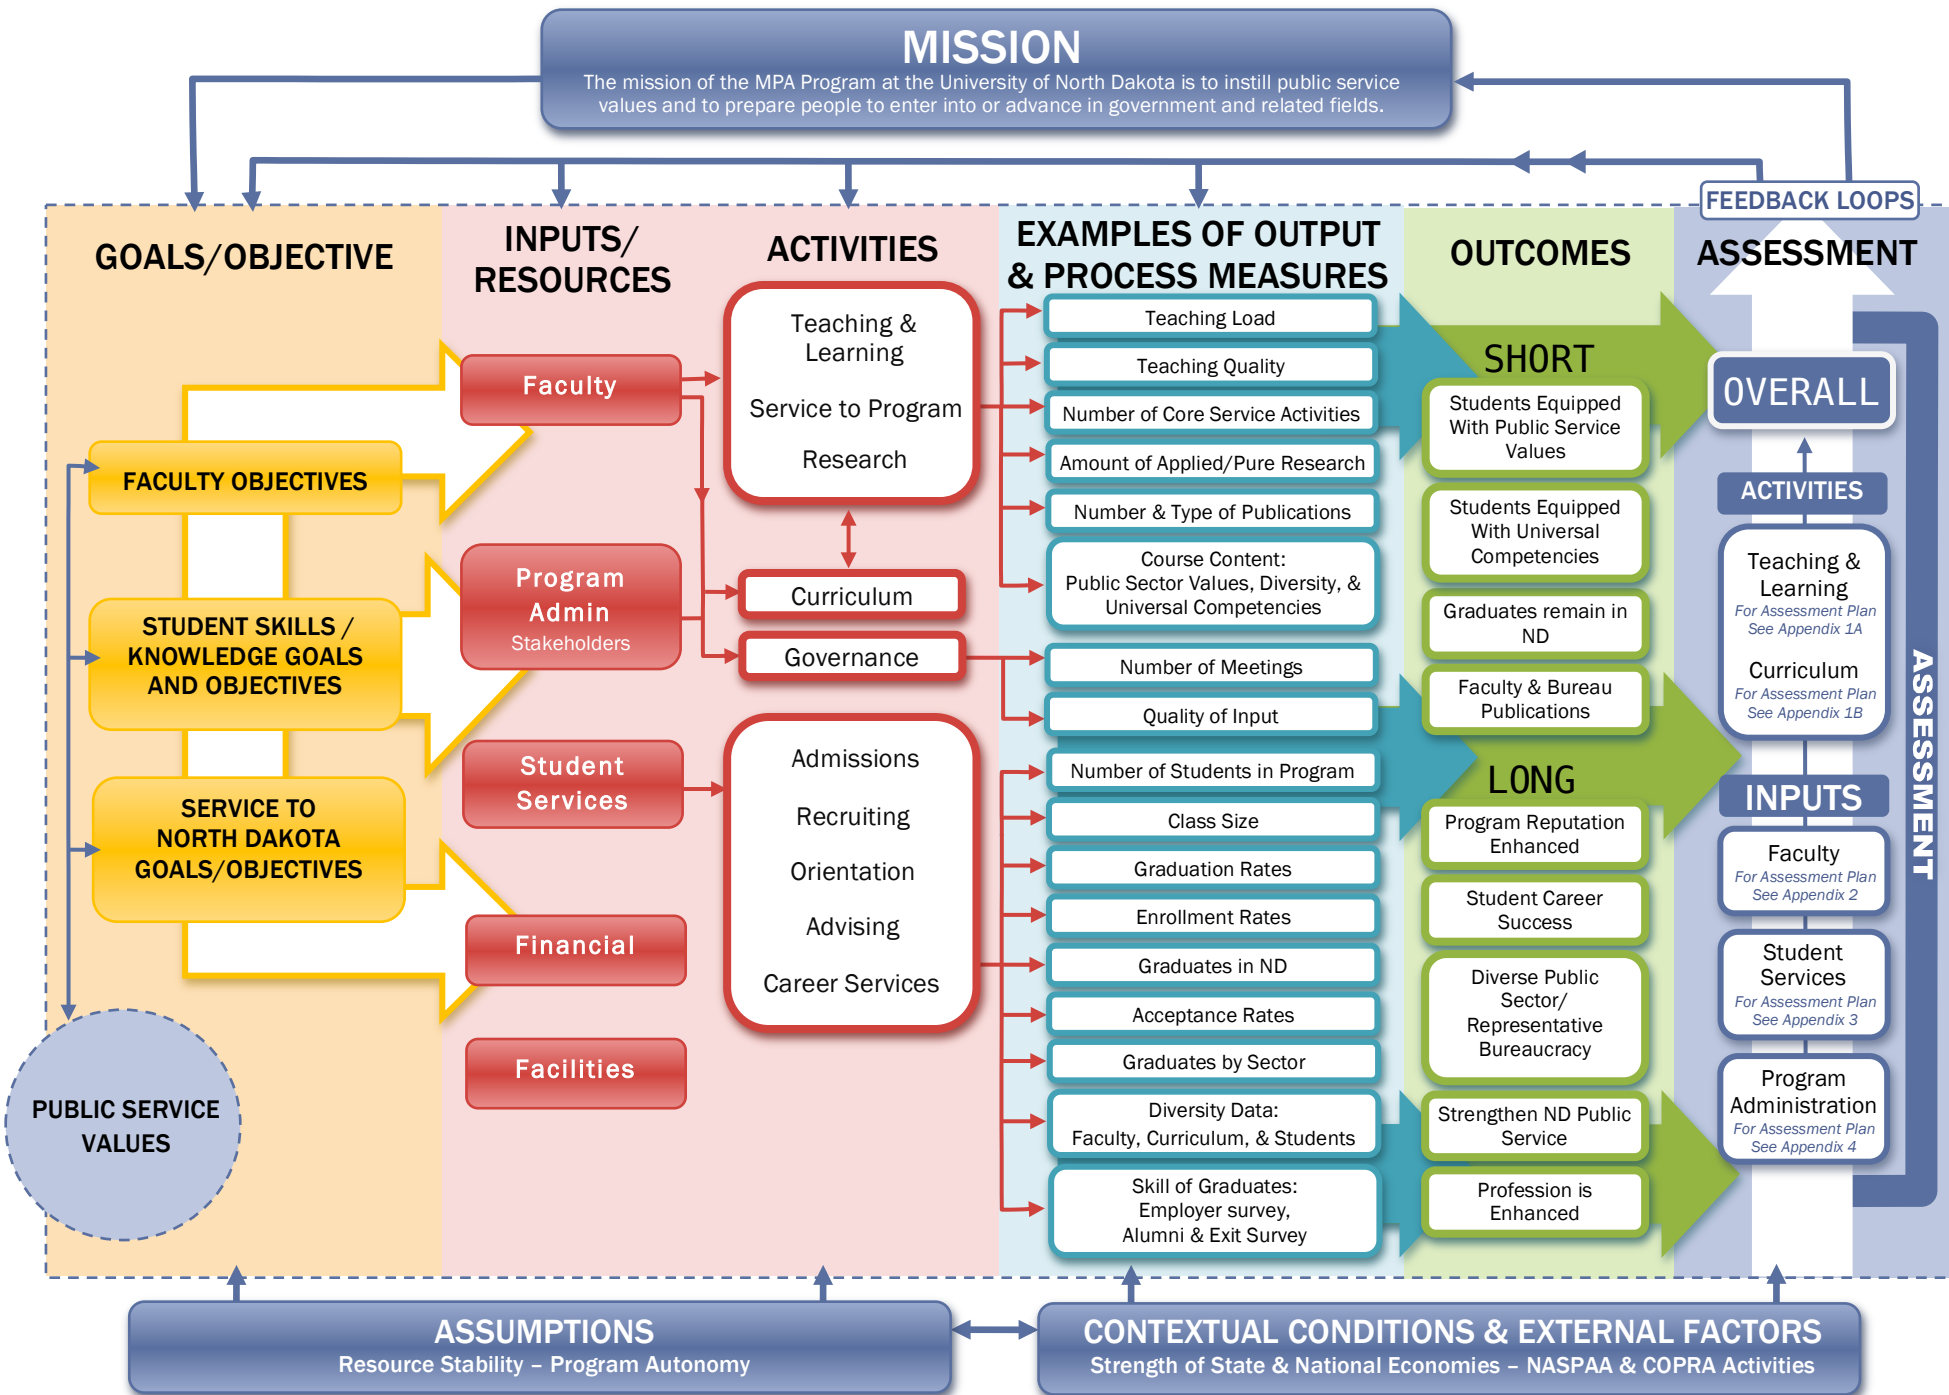 MISSION
The mission of the MPA Program at the University of North Dakota is to instill public service
values and to prepare people to enter into or advance in government and related fields.
FEEDBACK LOOPS
GOALS/OBJECTIVE
FACULTY OBJECTIVES
STUDENT SKILLS /
KNOWLEDGE GOALS
AND OBJECTIVES
SERVICE TO
NORTH DAKOTA
GOALS/OBJECTIVES
PUBLIC SERVICE
VALUES
INPUTS/
RESOURCES
Faculty
Program
Admin
Stakeholders
Student
Services
Financial
Facilities
ACTIVITIES
Teaching &
Learning
Service to Program
Research
Curriculum
Governance
Admissions
Recruiting
Orientation
Advising
Career Services
EXAMPLES OF OUTPUT
& PROCESS MEASURES
Teaching Load
Teaching Quality
Number of Core Service Activities
Amount of Applied/Pure Research
Number & Type of Publications
Course Content:
Public Sector Values, Diversity, &
Universal Competencies
Number of Meetings
Quality of Input
Number of Students in Program
Class Size
Graduation Rates
Enrollment Rates
Graduates in ND
Acceptance Rates
Graduates by Sector
Diversity Data:
Faculty, Curriculum, & Students
Skill of Graduates:
Employer survey,
Alumni & Exit Survey
OUTCOMES
SHORT
Students Equipped
With Public Service
Values
Students Equipped
With Universal
Competencies
Graduates remain in
ND
Faculty & Bureau
Publications
LONG
Program Reputation
Enhanced
Student Career
Success
Diverse Public
Sector/
Representative
Bureaucracy
Strengthen ND Public
Service
Profession is
Enhanced
ASSESSMENT
OVERALL
ACTIVITIES
Teaching &
Learning
For Assessment Plan
See Appendix 1A
Curriculum
For Assessment Plan
See Appendix 1B
INPUTS
Faculty
For Assessment Plan
See Appendix 2
Student
Services
For Assessment Plan
See Appendix 3
Program
Administration
For Assessment Plan
See Appendix 4
ASSESSMENT
ASSUMPTIONS
Resource Stability – Program Autonomy
CONTEXTUAL CONDITIONS & EXTERNAL FACTORS
Strength of State & National Economies – NASPAA & COPRA Activities